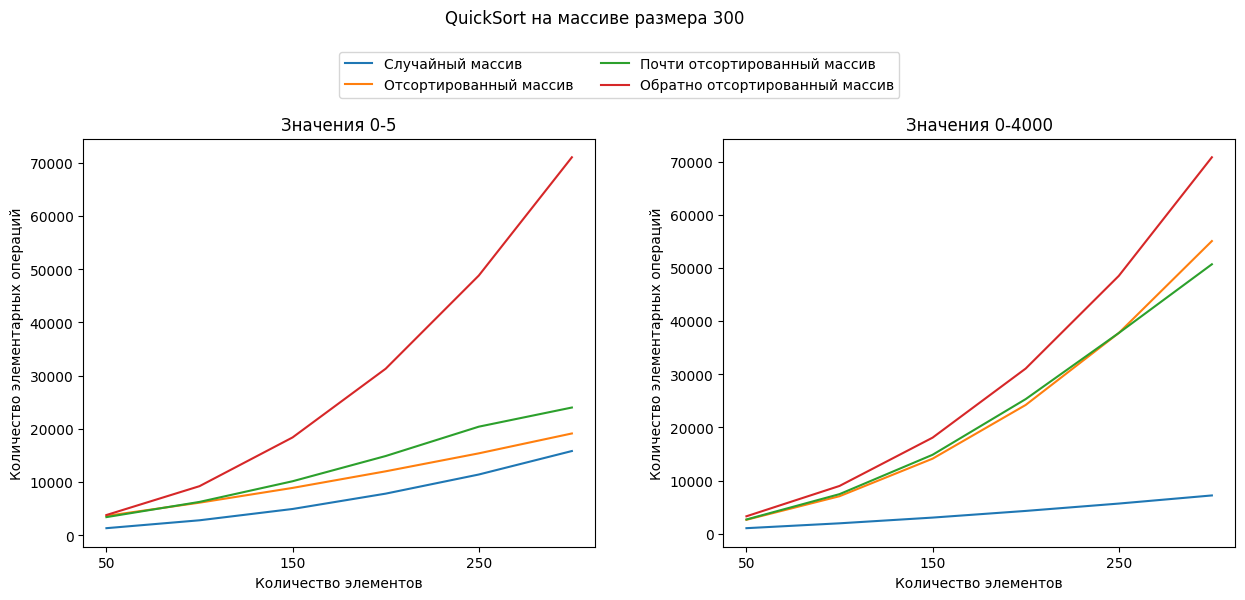 QuickSort на массиве размера 300
Случайный массив
Отсортированный массив
Почти отсортированный массив
Обратно отсортированный массив
Значения 0-5
Количество элементарных операций
70000
60000
50000
40000
30000
20000
10000
0
50
150
250
Количество элементов
Значения 0-4000
Количество элементарных операций
70000
60000
50000
40000
30000
20000
10000
0
50
150
250
Количество элементов